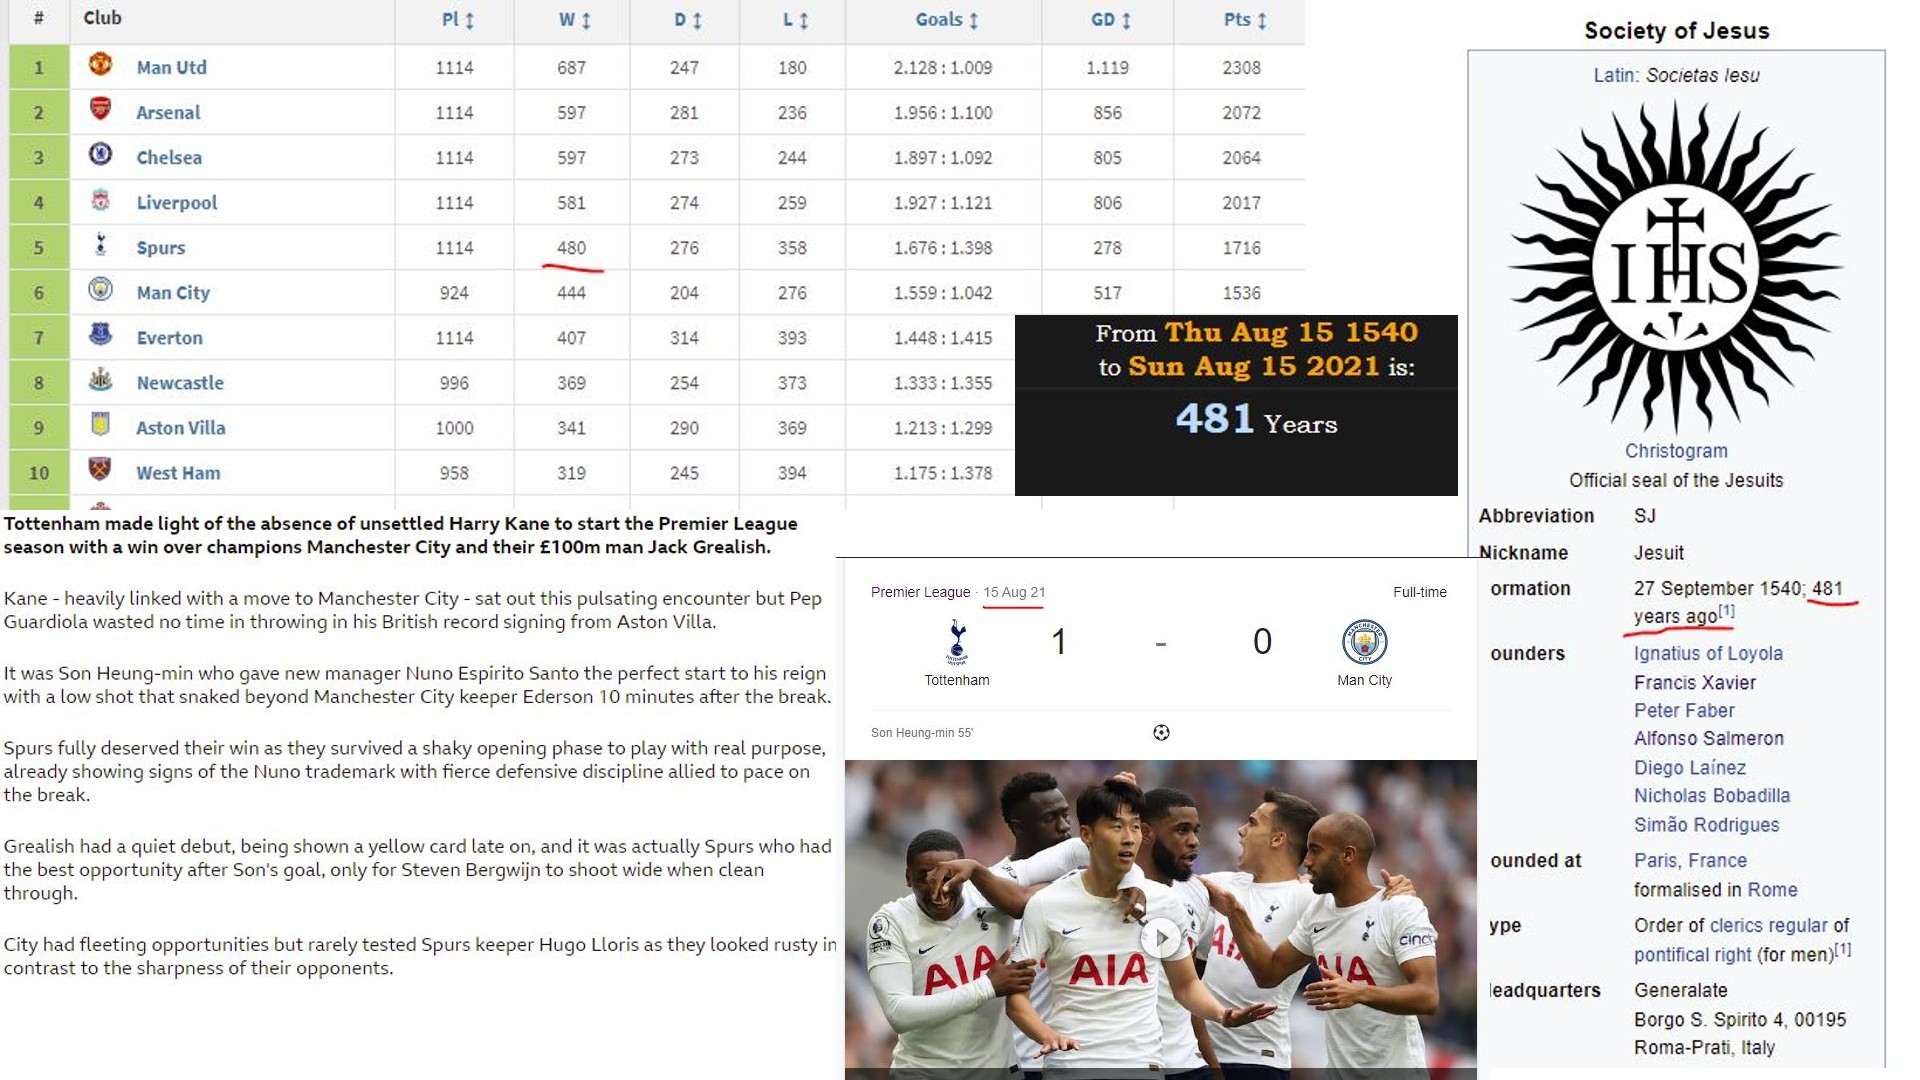 # Club Pl W D L Goals GD Pts
1 Man Utd 1114 687 247 180 2.128 : 1.009 1.119 2308
2 Arsenal 1114 597 281 236 1.956 : 1.100 856 2072
3 Chelsea 1114 597 273 244 1.897 : 1.092 805 2064
4 Liverpool 1114 581 274 259 1.927 : 1.121 806 2017
5 Spurs 1114 480 276 358 1.676 : 1.398 278 1716
6 Man City 924 444 204 276 1.559 : 1.042 517 1536
7 Everton 1114 407 314 393 1.448 : 1.415
8 Newcastle 996 369 254 373 1.333 : 1.355
9 Aston Villa 1000 341 290 369 1.213 : 1.299
10 West Ham 958 319 245 394 1.175 : 1.378
From Thu Aug 15 1540
to Sun Aug 15 2021 is:
481 Years
Tottenham made light of the absence of unsettled Harry Kane to start the Premier League
season with a win over champions Manchester City and their £100m man Jack Grealish.
Kane - heavily linked with a move to Manchester City - sat out this pulsating encounter but Pep
Guardiola wasted no time in throwing in his British record signing from Aston Villa.
It was Son Heung-min who gave new manager Nuno Espirito Santo the perfect start to his reign
with a low shot that snaked beyond Manchester City keeper Ederson 10 minutes after the break.
Spurs fully deserved their win as they survived a shaky opening phase to play with real purpose,
already showing signs of the Nuno trademark with fierce defensive discipline allied to pace on
the break.
Grealish had a quiet debut, being shown a yellow card late on, and it was actually Spurs who had
the best opportunity after Son's goal, only for Steven Bergwijn to shoot wide when clean
through.
City had fleeting opportunities but rarely tested Spurs keeper Hugo Lloris as they looked rusty in
contrast to the sharpness of their opponents.
Premier League · 15 Aug 21 Full-time
1 - 0
Tottenham Man City
Son Heung-min 55'
AIA
AIA
AIA
AIA
cinch
Society of Jesus
Latin: Societas Iesu
IHS
Christogram
Official seal of the Jesuits
Abbreviation SJ
Nickname Jesuit
ormation 27 September 1540; 481
years ago[1]
ounders Ignatius of Loyola
Francis Xavier
Peter Faber
Alfonso Salmeron
Diego Laínez
Nicholas Bobadilla
Simão Rodrigues
ounded at Paris, France
formalised in Rome
ype Order of clerics regular of
pontifical right (for men)[1]
leadquarters Generalate
Borgo S. Spirito 4, 00195
Roma-Prati, Italy